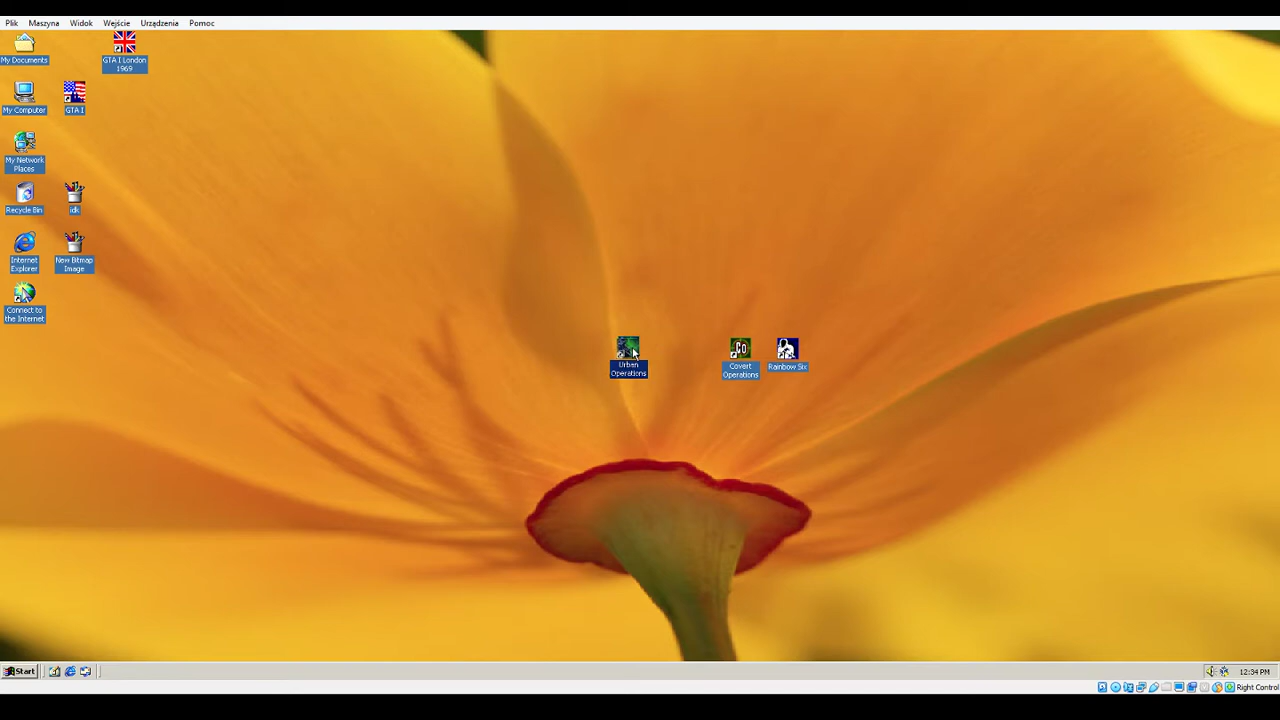 Plik Maszyna Widok Wejście Urządzenia Pomoc
My Documents
GTA I London
1969
My Computer
GTA I
My Network
Places
Recycle Bin
idk
Internet
Explorer
New Bitmap
Image
Connect to
the Internet
Urban
Operations
Co
Covert
Operations
Rainbow Six
Start
12:34 PM
Right Control